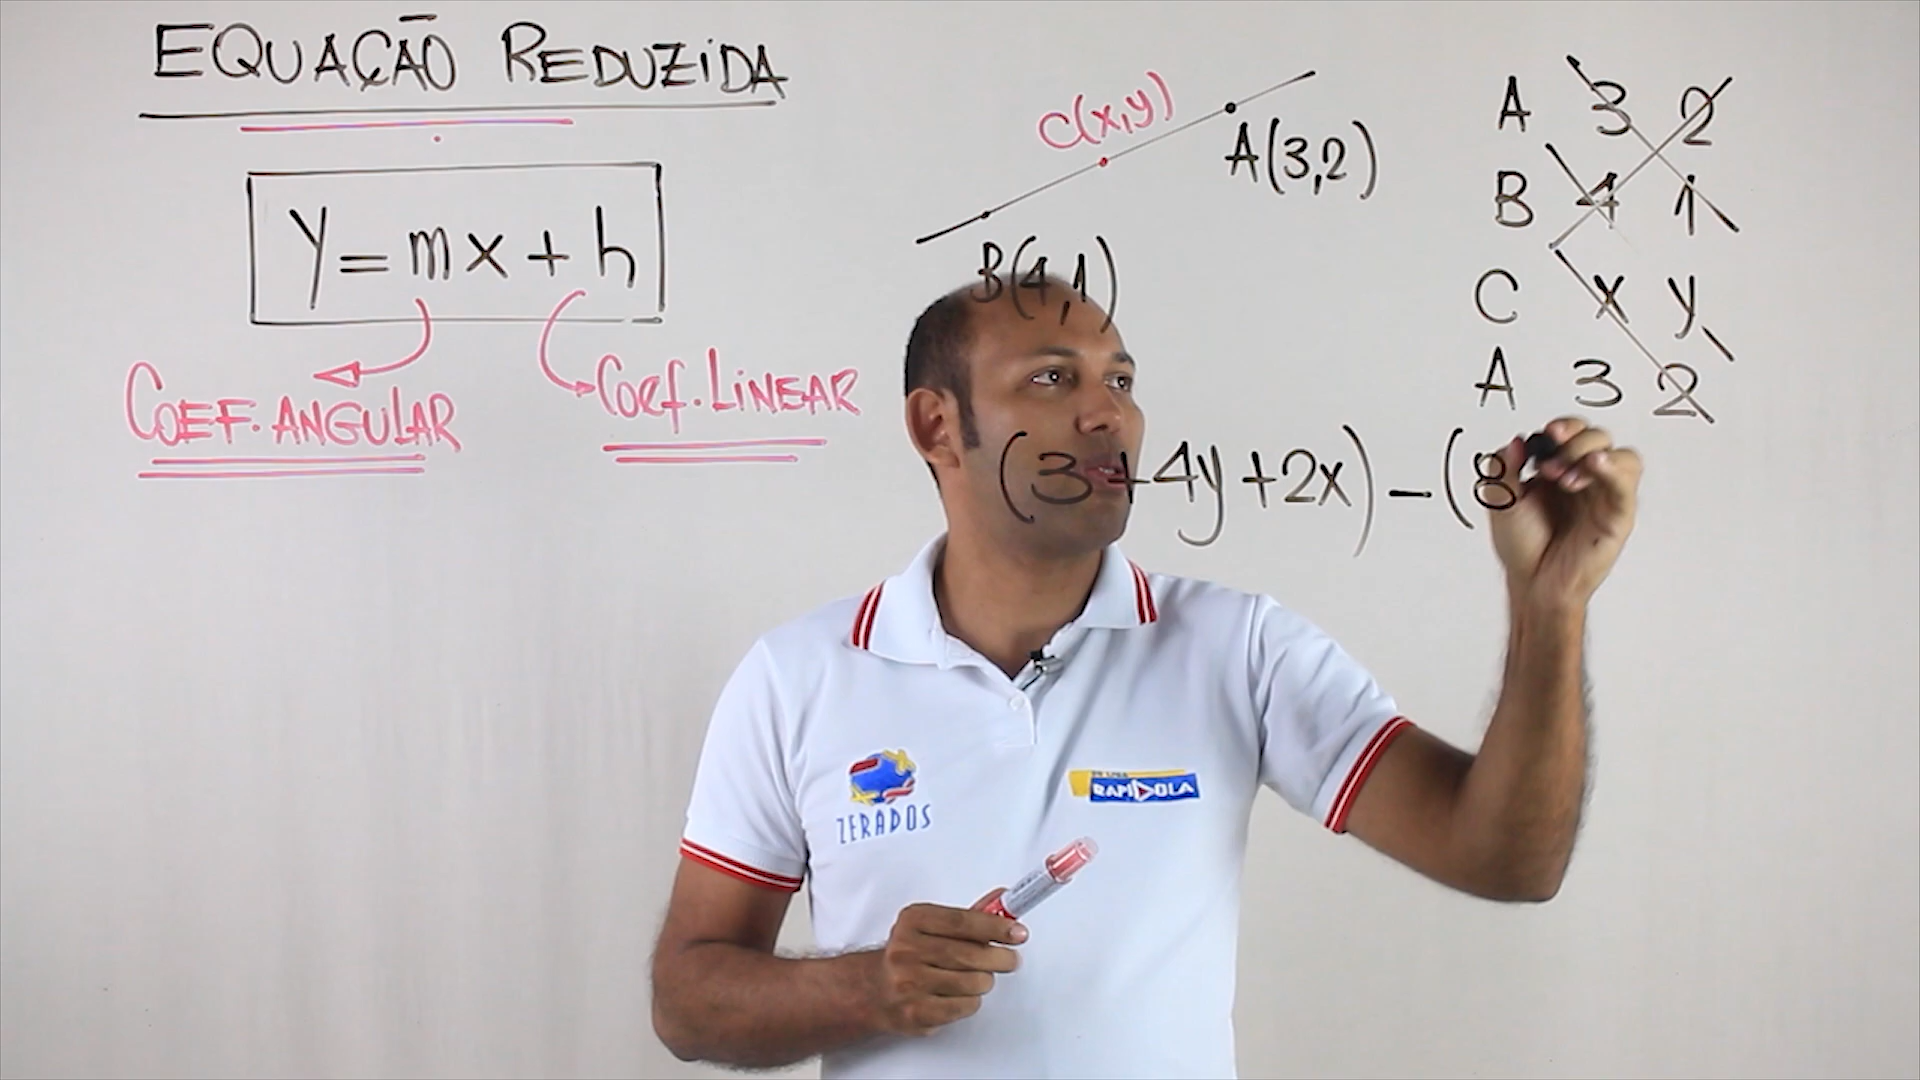 EQUAÇÃO REDUZIDA
Y = mx + h
COEF. ANGULAR
COEF. LINEAR
C(x,y)
A(3,2)
B(4,1)
A 3 2
B 4 1
C x y
A 3 2
(3+4y+2x) - (8
ZERADOS
RAPIDOLA